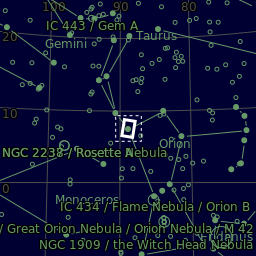 100
90
80
IC 443 / Gem A
Taurus
20
Gemini
10
Orion
NGC 2238 / Rosette Nebula
0
Monoceros
IC 434 / Flame Nebula / Orion B
/ Great Orion Nebula / Orion Nebula / M 42
Eridanus
NGC 1909 / the Witch Head Nebula